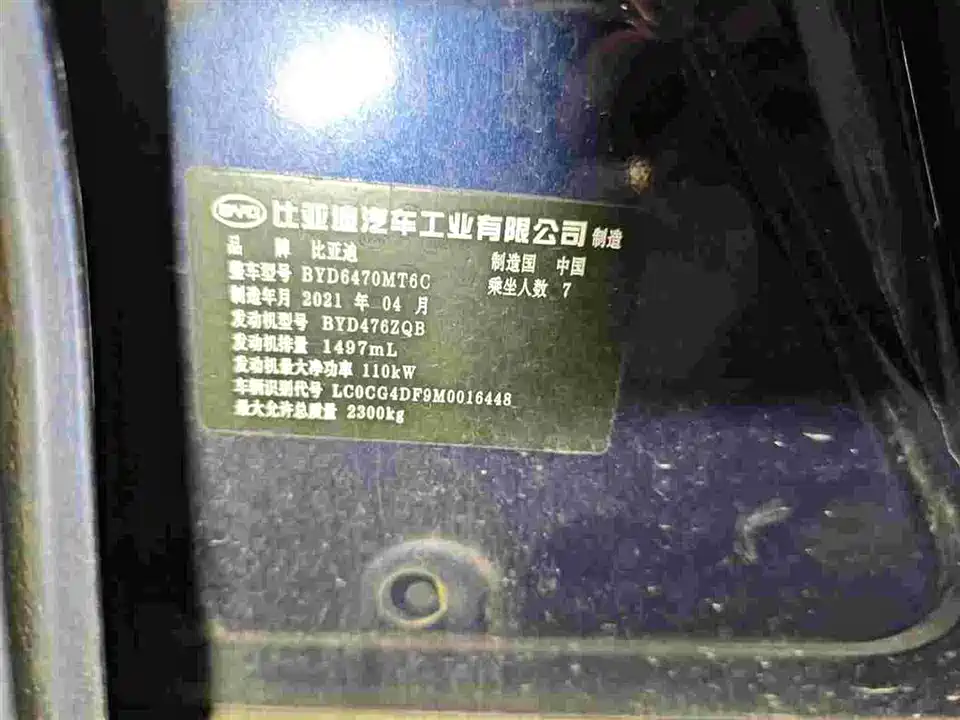 BYD 比亚迪汽车工业有限公司 制造
品 牌 比亚迪 制造国 中国
整车型号 BYD6470MT6C 乘坐人数 7
制造年月 2021 年 04 月
发动机型号 BYD476ZQB
发动机排量 1497mL
发动机最大净功率 110kW
车辆识别代号 LC0CG4DF9M0016448
最大允许总质量 2300kg